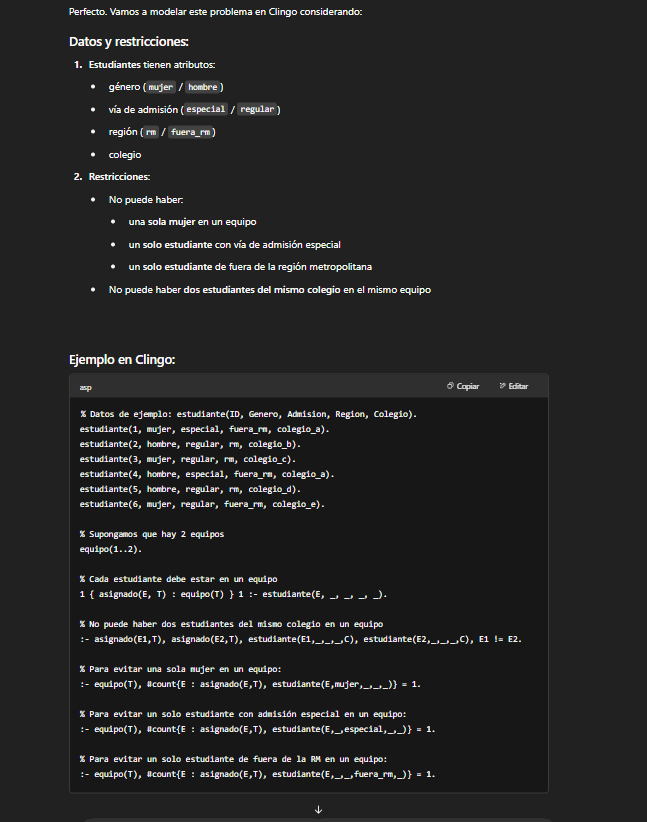 Perfecto. Vamos a modelar este problema en Clingo considerando:
Datos y restricciones:
1. Estudiantes tienen atributos:
• género ( mujer / hombre )
• vía de admisión ( especial / regular )
• región ( rm / fuera_rm )
• colegio
2. Restricciones:
• No puede haber:
• una sola mujer en un equipo
• un solo estudiante con vía de admisión especial
• un solo estudiante de fuera de la región metropolitana
• No puede haber dos estudiantes del mismo colegio en el mismo equipo
Ejemplo en Clingo:
asp Copiar Editar
% Datos de ejemplo: estudiante(ID, Genero, Admision, Region, Colegio).
estudiante(1, mujer, especial, fuera_rm, colegio_a).
estudiante(2, hombre, regular, rm, colegio_b).
estudiante(3, mujer, regular, rm, colegio_c).
estudiante(4, hombre, especial, fuera_rm, colegio_a).
estudiante(5, hombre, regular, rm, colegio_d).
estudiante(6, mujer, regular, fuera_rm, colegio_e).
% Supongamos que hay 2 equipos
equipo(1..2).
% Cada estudiante debe estar en un equipo
1 { asignado(E, T) : equipo(T) } 1 :- estudiante(E, _, _, _, _).
% No puede haber dos estudiantes del mismo colegio en un equipo
:- asignado(E1,T), asignado(E2,T), estudiante(E1,_,_,_,C), estudiante(E2,_,_,_,C), E1 != E2.
% Para evitar una sola mujer en un equipo:
:- equipo(T), #count{E : asignado(E,T), estudiante(E,mujer,_,_,_)} = 1.
% Para evitar un solo estudiante con admisión especial en un equipo:
:- equipo(T), #count{E : asignado(E,T), estudiante(E,_,especial,_,_)} = 1.
% Para evitar un solo estudiante de fuera de la RM en un equipo:
:- equipo(T), #count{E : asignado(E,T), estudiante(E,_,_,fuera_rm,_)} = 1.